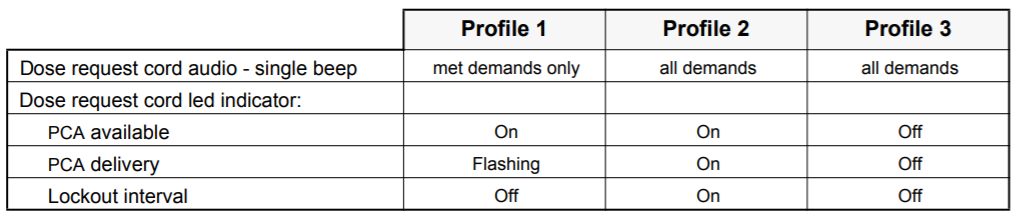 Profile 1 Profile 2 Profile 3
Dose request cord audio - single beep met demands only all demands all demands
Dose request cord led indicator:
PCA available On On Off
PCA delivery Flashing On Off
Lockout interval Off On Off